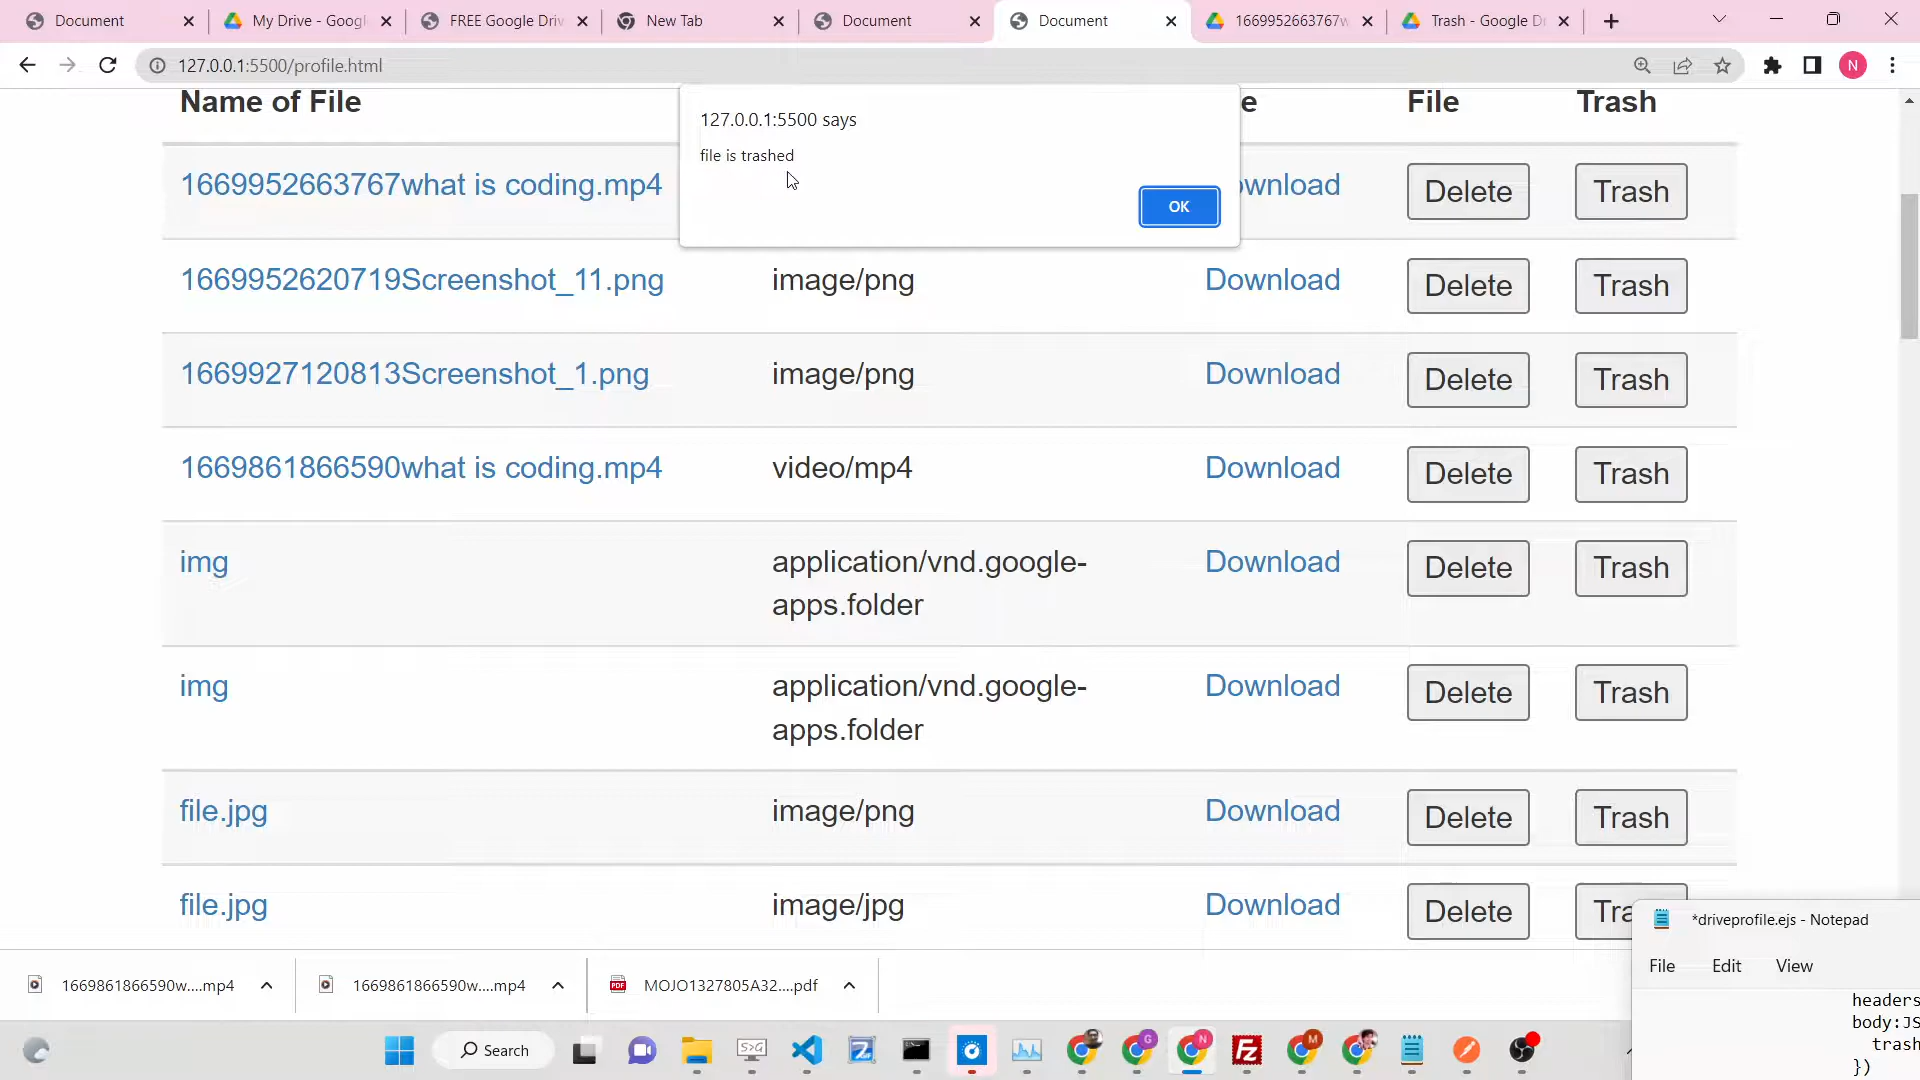 Document
My Drive - Googl
FREE Google Driv
New Tab
Document
Document
1669952663767w
Trash - Google Dr
127.0.0.1:5500/profile.html
N
Name of File
e
File
Trash
127.0.0.1:5500 says
file is trashed
OK
1669952663767what is coding.mp4
ownload
Delete
Trash
1669952620719Screenshot_11.png
image/png
Download
Delete
Trash
1669927120813Screenshot_1.png
image/png
Download
Delete
Trash
1669861866590what is coding.mp4
video/mp4
Download
Delete
Trash
img
application/vnd.google-
apps.folder
Download
Delete
Trash
img
application/vnd.google-
apps.folder
Download
Delete
Trash
file.jpg
image/png
Download
Delete
Trash
file.jpg
image/jpg
Download
Delete
Tra
*driveprofile.ejs - Notepad
File
Edit
View
headers
body:JS
trash
})
1669861866590w....mp4
1669861866590w....mp4
PDF
MOJO1327805A32....pdf
Search